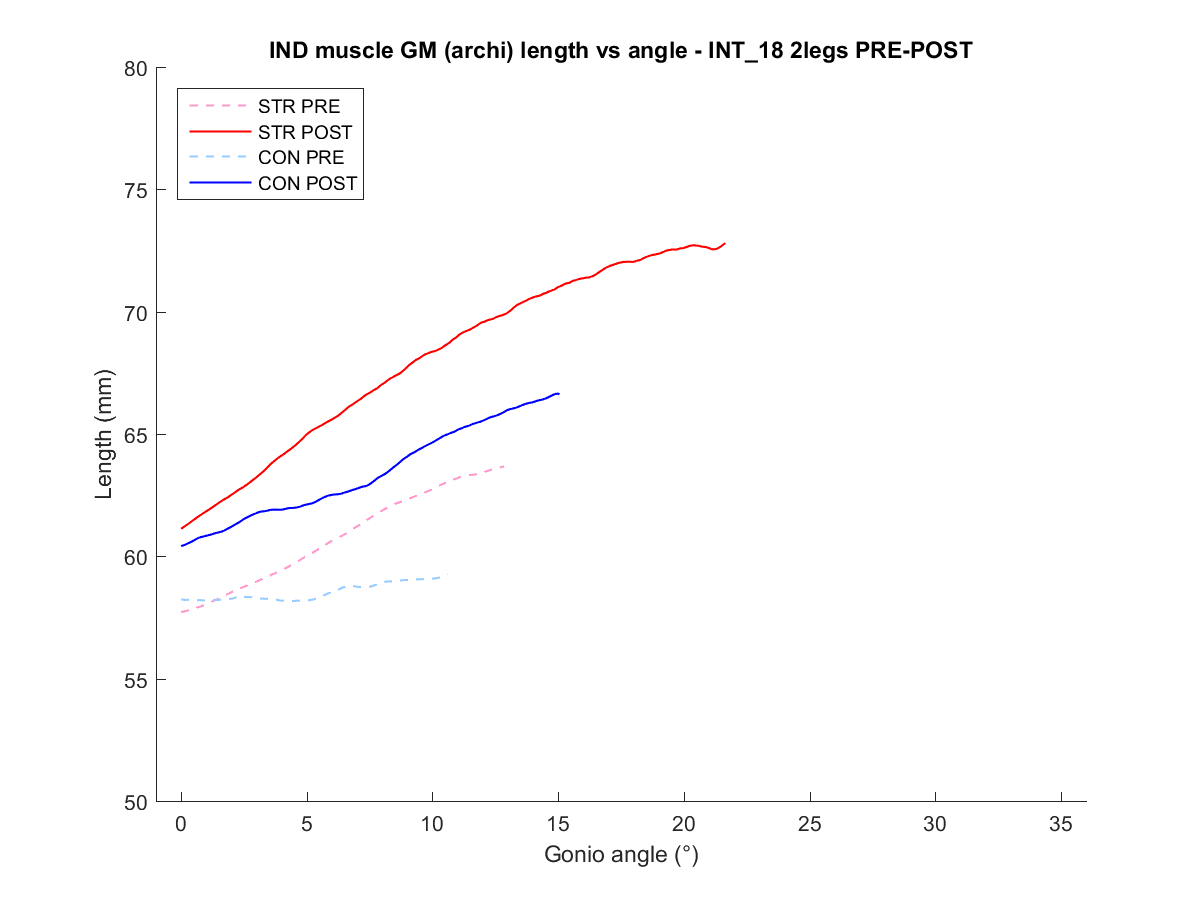 IND muscle GM (archi) length vs angle - INT_18 2legs PRE-POST
80
75
70
65
60
55
50
Length (mm)
STR PRE
STR POST
CON PRE
CON POST
0 5 10 15 20 25 30 35
Gonio angle (°)